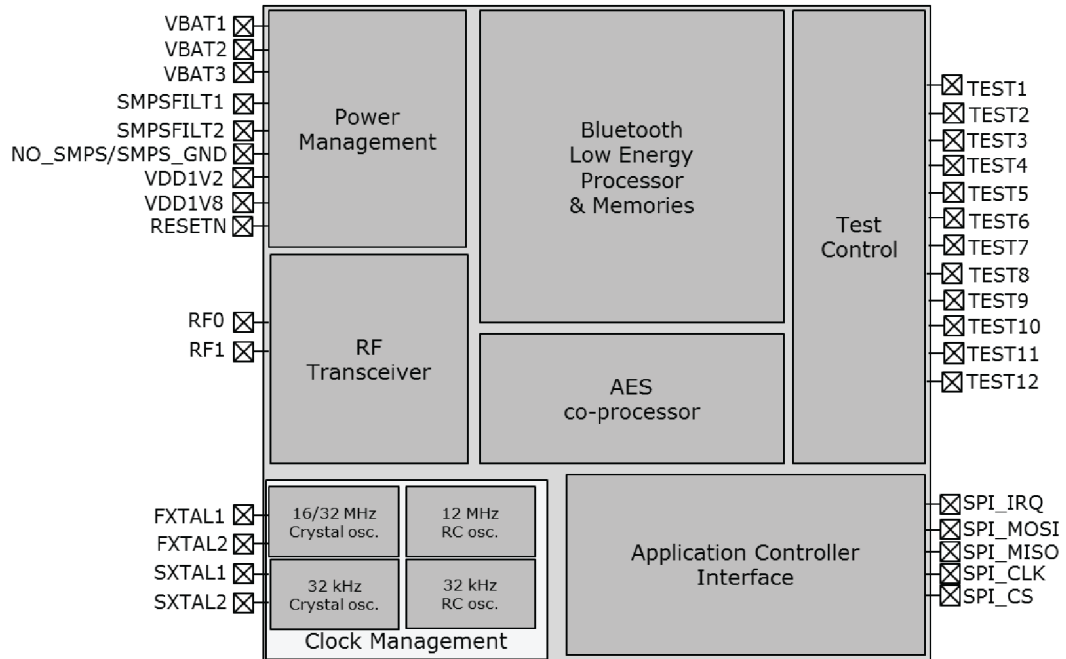 VBAT1
VBAT2
VBAT3
SMPSFILT1
SMPSFILT2
NO_SMPS/SMPS_GND
VDD1V2
VDD1V8
RESETN
RF0
RF1
FXTAL1
FXTAL2
SXTAL1
SXTAL2
Power
Management
RF
Transceiver
16/32 MHz
Crystal osc.
12 MHz
RC osc.
32 kHz
Crystal osc.
32 kHz
RC osc.
Clock Management
Bluetooth
Low Energy
Processor
& Memories
AES
co-processor
Application Controller
Interface
Test
Control
TEST1
TEST2
TEST3
TEST4
TEST5
TEST6
TEST7
TEST8
TEST9
TEST10
TEST11
TEST12
SPI_IRQ
SPI_MOSI
SPI_MISO
SPI_CLK
SPI_CS